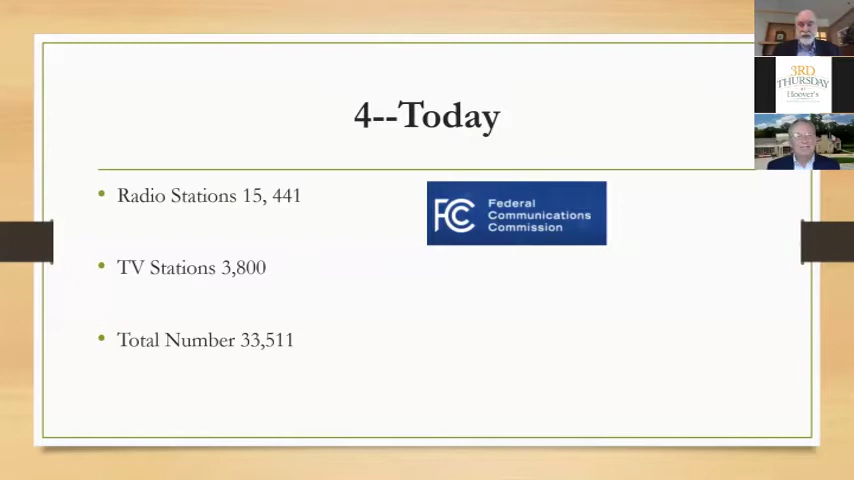 4--Today
• Radio Stations 15, 441
• TV Stations 3,800
• Total Number 33,511
FCC Federal
Communications
Commission
3RD
THURSDAY
Hoover's